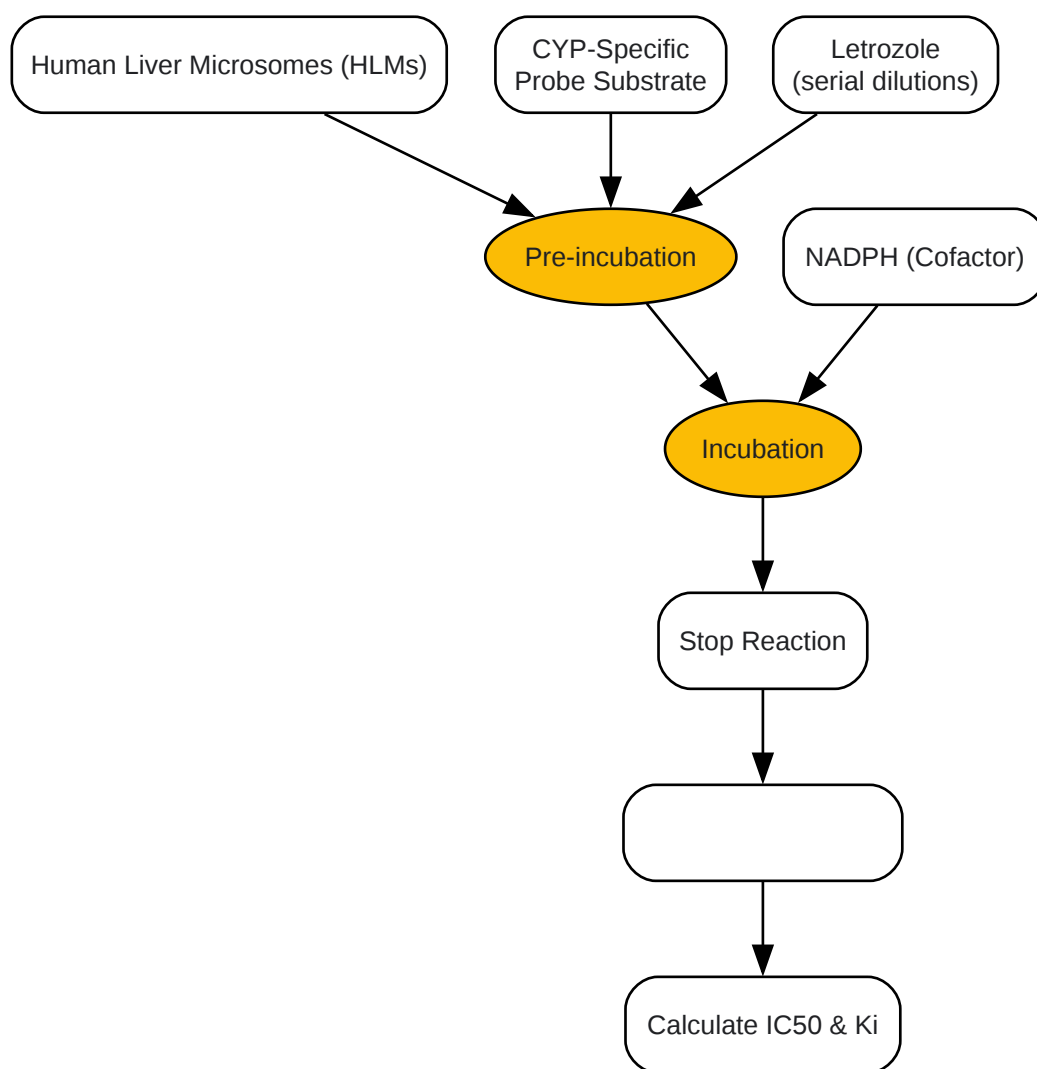 Human Liver Microsomes (HLMs)
CYP-Specific
Probe Substrate
Letrozole
(serial dilutions)
Pre-incubation
NADPH (Cofactor)
Incubation
Stop Reaction
Calculate IC50 & Ki